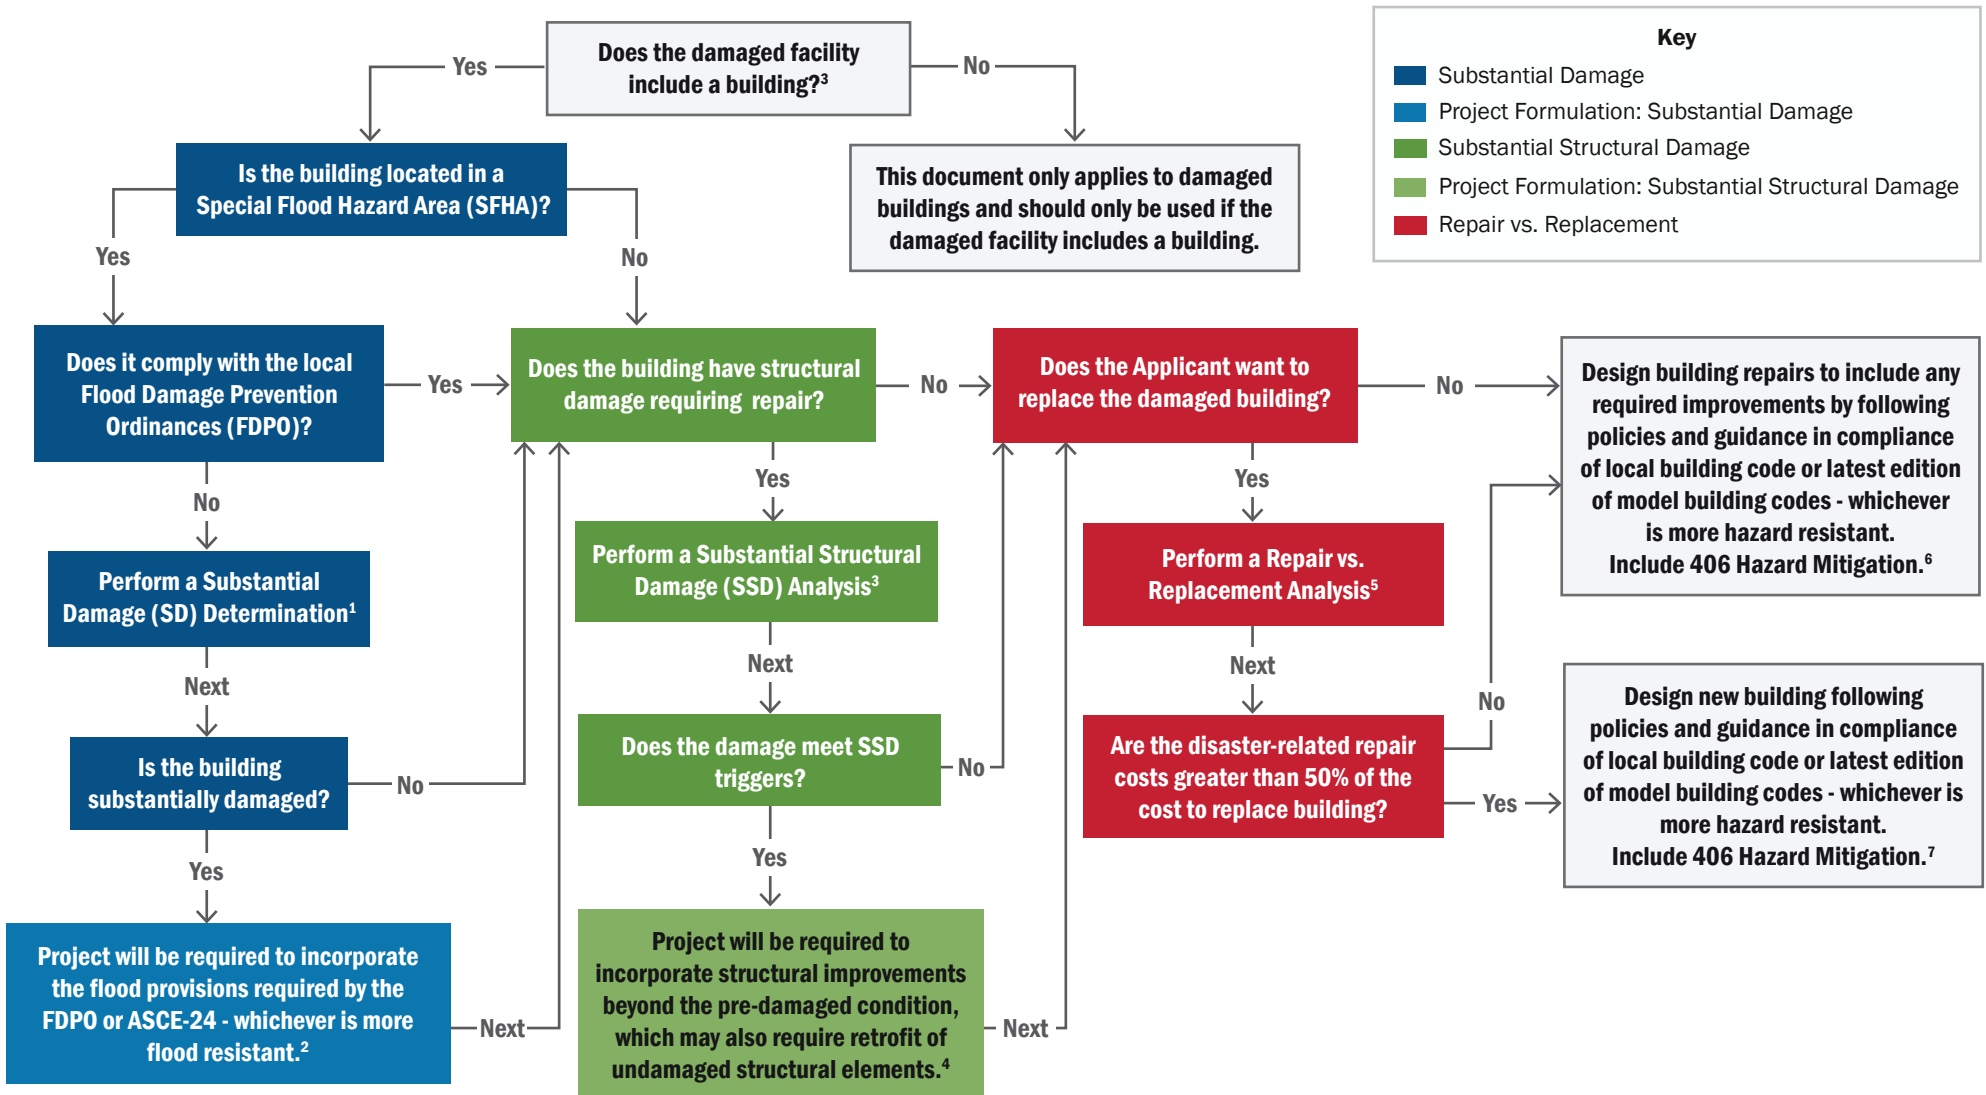 Does the damaged facility
include a building?³
Yes
No
Key
Substantial Damage
Project Formulation: Substantial Damage
Substantial Structural Damage
Project Formulation: Substantial Structural Damage
Repair vs. Replacement
Is the building located in a
Special Flood Hazard Area (SFHA)?
This document only applies to damaged
buildings and should only be used if the
damaged facility includes a building.
Yes
No
Does it comply with the local
Flood Damage Prevention
Ordinances (FDPO)?
Yes
Does the building have structural
damage requiring repair?
No
Does the Applicant want to
replace the damaged building?
No
Design building repairs to include any
required improvements by following
policies and guidance in compliance
of local building code or latest edition
of model building codes - whichever
is more hazard resistant.
Include 406 Hazard Mitigation.⁶
No
Yes
Yes
Perform a Substantial
Damage (SD) Determination¹
Perform a Substantial Structural
Damage (SSD) Analysis³
Perform a Repair vs.
Replacement Analysis⁵
Next
Next
Next
No
Is the building
substantially damaged?
No
Does the damage meet SSD
triggers?
No
Are the disaster-related repair
costs greater than 50% of the
cost to replace building?
Yes
Design new building following
policies and guidance in compliance
of local building code or latest edition
of model building codes - whichever is
more hazard resistant.
Include 406 Hazard Mitigation.⁷
Yes
Yes
Project will be required to incorporate
the flood provisions required by the
FDPO or ASCE-24 - whichever is more
flood resistant.²
Next
Project will be required to
incorporate structural improvements
beyond the pre-damaged condition,
which may also require retrofit of
undamaged structural elements.⁴
Next